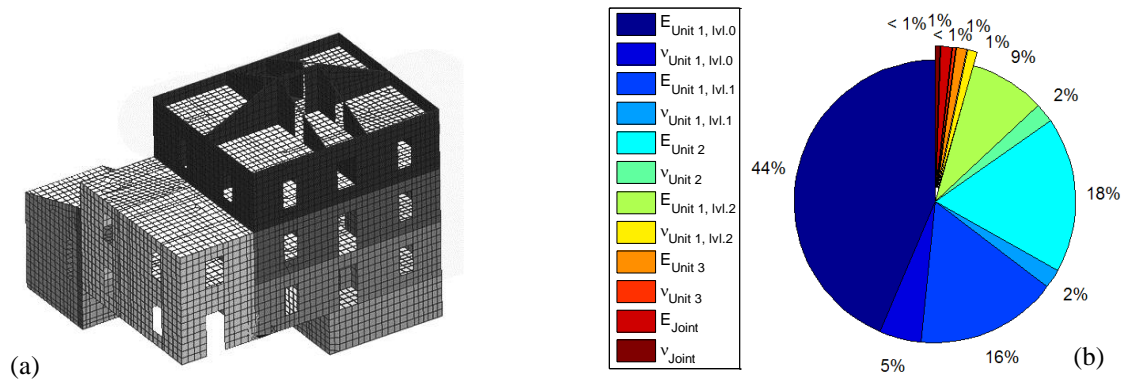 (a)
E Unit 1, lvl.0
ν Unit 1, lvl.0
E Unit 1, lvl.1
ν Unit 1, lvl.1
E Unit 2
ν Unit 2
E Unit 1, lvl.2
ν Unit 1, lvl.2
E Unit 3
ν Unit 3
E Joint
ν Joint
< 1%
1%
< 1%
1%
1%
9%
2%
18%
2%
16%
5%
44%
(b)